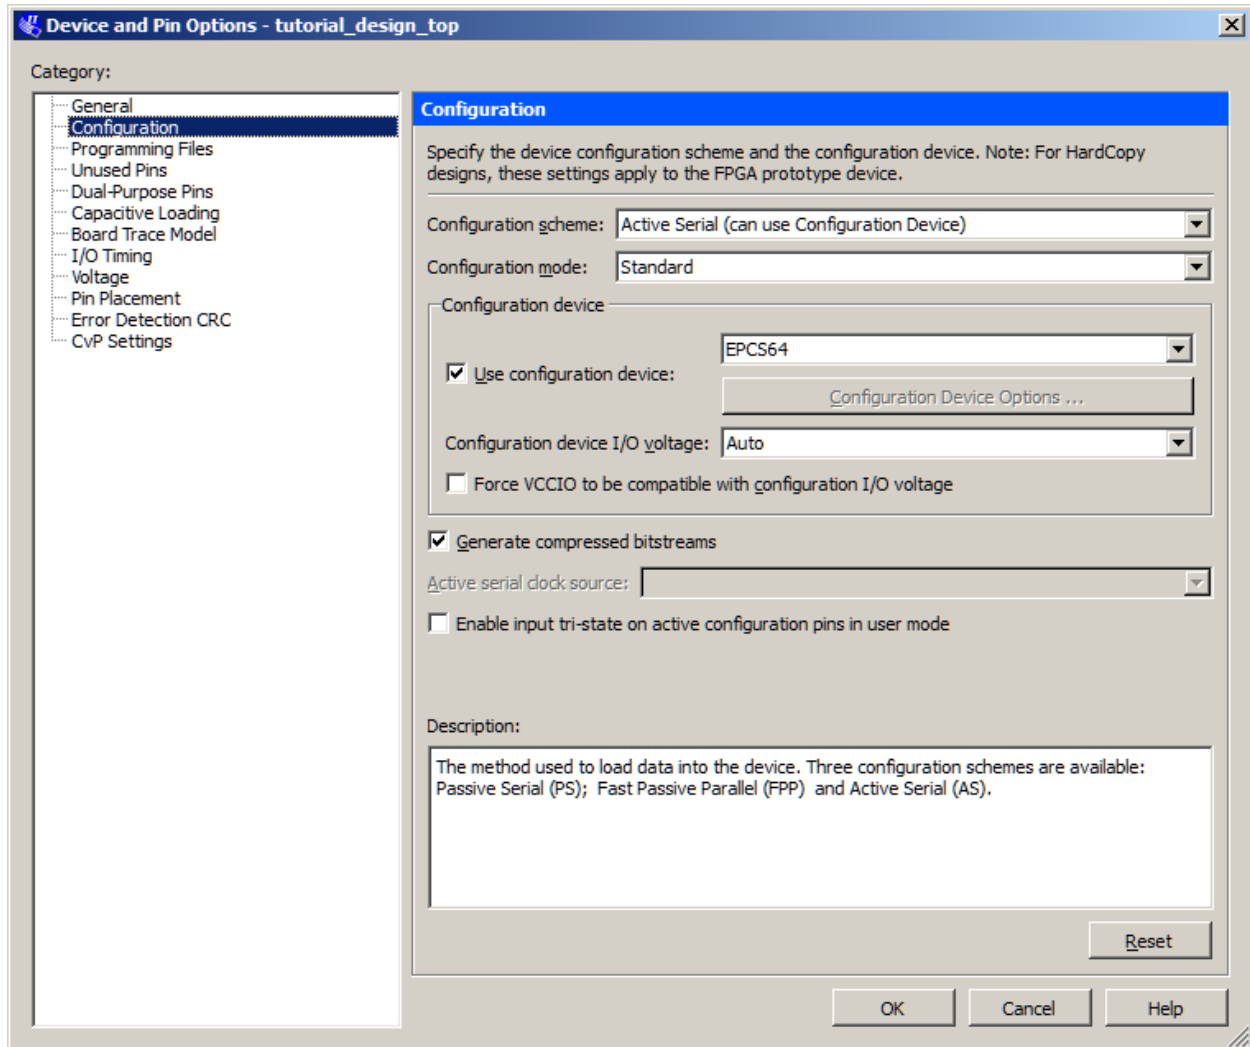 Device and Pin Options - tutorial_design_top
Category:
General
Configuration
Programming Files
Unused Pins
Dual-Purpose Pins
Capacitive Loading
Board Trace Model
I/O Timing
Voltage
Pin Placement
Error Detection CRC
CvP Settings
Configuration
Specify the device configuration scheme and the configuration device. Note: For HardCopy
designs, these settings apply to the FPGA prototype device.
Configuration scheme: Active Serial (can use Configuration Device)
Configuration mode: Standard
Configuration device
EPCS64
Use configuration device:
Configuration Device Options ...
Configuration device I/O voltage: Auto
Force VCCIO to be compatible with configuration I/O voltage
Generate compressed bitstreams
Active serial clock source:
Enable input tri-state on active configuration pins in user mode
Description:
The method used to load data into the device. Three configuration schemes are available:
Passive Serial (PS);  Fast Passive Parallel (FPP)  and Active Serial (AS).
Reset
OK Cancel Help